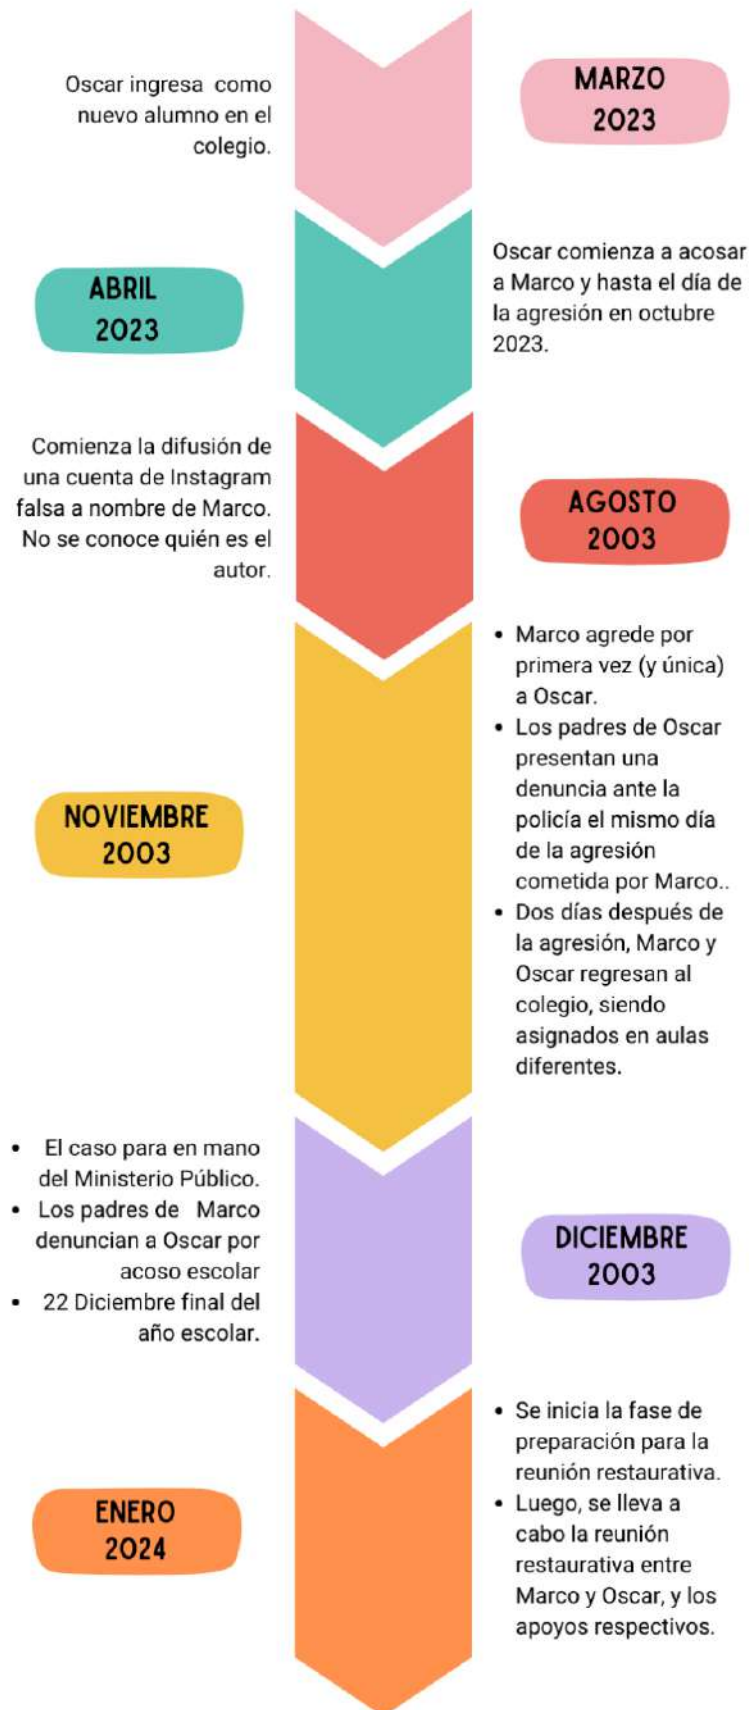 Oscar ingresa como
nuevo alumno en el
colegio.
MARZO
2023
ABRIL
2023
Oscar comienza a acosar
a Marco y hasta el día de
la agresión en octubre
2023.
Comienza la difusión de
una cuenta de Instagram
falsa a nombre de Marco.
No se conoce quién es el
autor.
AGOSTO
2003
NOVIEMBRE
2003
• Marco agrede por
primera vez (y única)
a Oscar.
• Los padres de Oscar
presentan una
denuncia ante la
policía el mismo día
de la agresión
cometida por Marco..
• Dos días después de
la agresión, Marco y
Oscar regresan al
colegio, siendo
asignados en aulas
diferentes.
• El caso para en mano
del Ministerio Público.
• Los padres de Marco
denuncian a Oscar por
acoso escolar
• 22 Diciembre final del
año escolar.
DICIEMBRE
2003
ENERO
2024
• Se inicia la fase de
preparación para la
reunión restaurativa.
• Luego, se lleva a
cabo la reunión
restaurativa entre
Marco y Oscar, y los
apoyos respectivos.